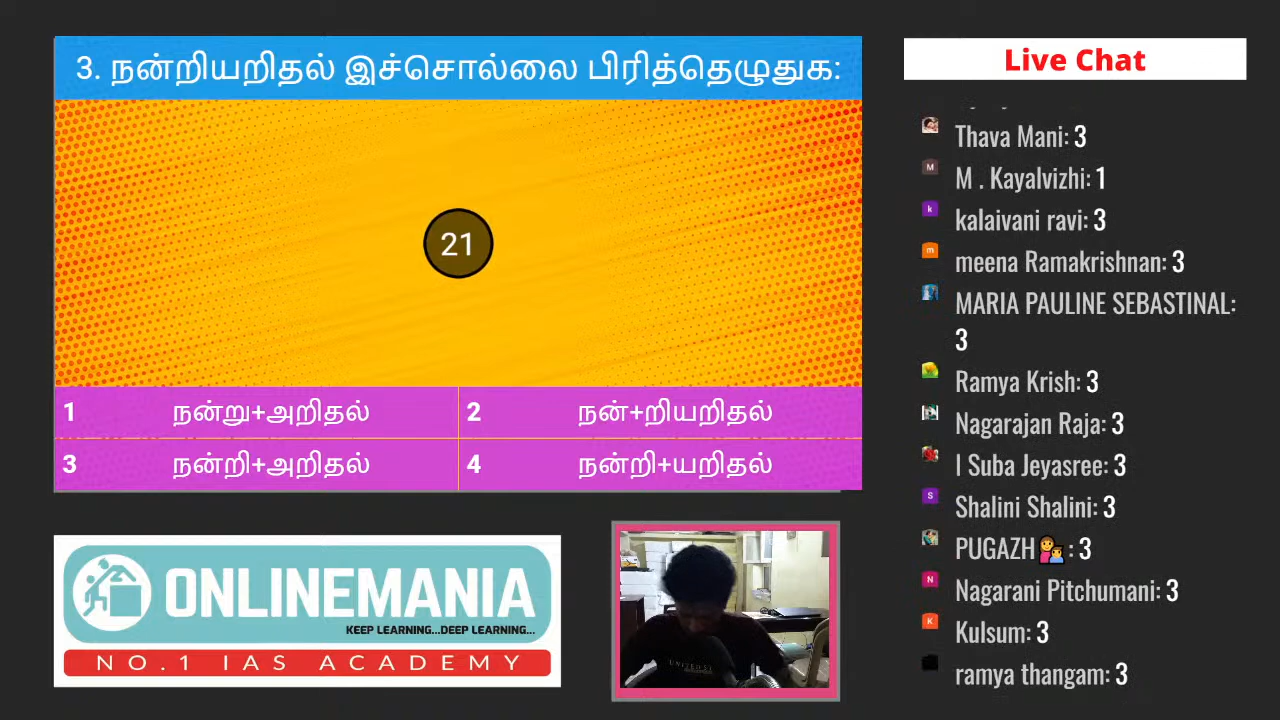 3. நன்றியறிதல் இச்சொல்லை பிரித்தெழுதுக:
21
1 நன்று+அறிதல்
2 நன்+றியறிதல்
3 நன்றி+அறிதல்
4 நன்றி+யறிதல்
ONLINEMANIA
KEEP LEARNING...DEEP LEARNING...
NO.1 IAS ACADEMY
Live Chat
Thava Mani: 3
M
M . Kayalvizhi: 1
k
kalaivani ravi: 3
m
meena Ramakrishnan: 3
MARIA PAULINE SEBASTINAL:
3
Ramya Krish: 3
Nagarajan Raja: 3
I Suba Jeyasree: 3
S
Shalini Shalini: 3
PUGAZH👩‍👦: 3
N
Nagarani Pitchumani: 3
K
Kulsum: 3
ramya thangam: 3